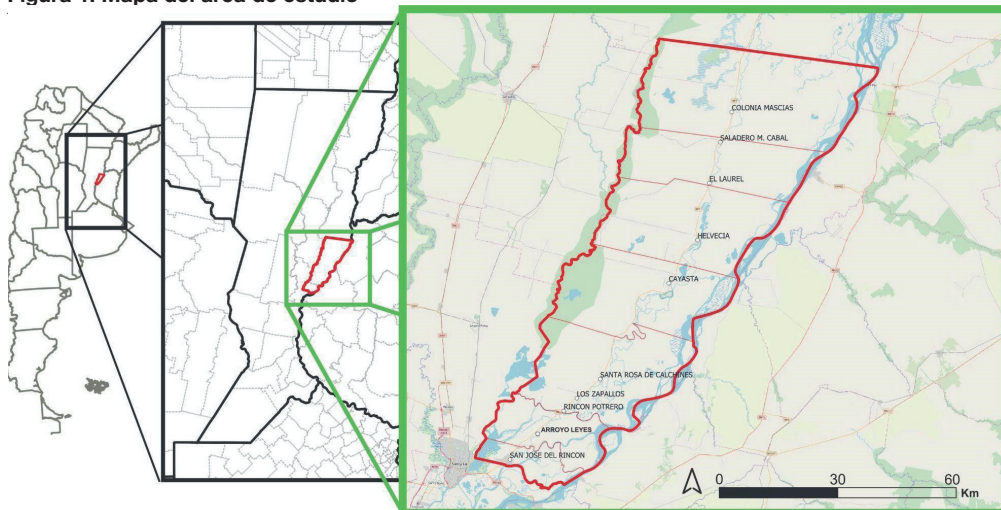 Figura 1. Mapa del área de estudio
COLONIA MASCIAS
SALADERO M. CABAL
EL LAUREL
HELVECIA
CAYASTA
SANTA ROSA DE CALCHINES
LOS ZAPALLOS
RINCON POTRERO
ARROYO LEYES
SAN JOSE DEL RINCON
0 30 60
Km